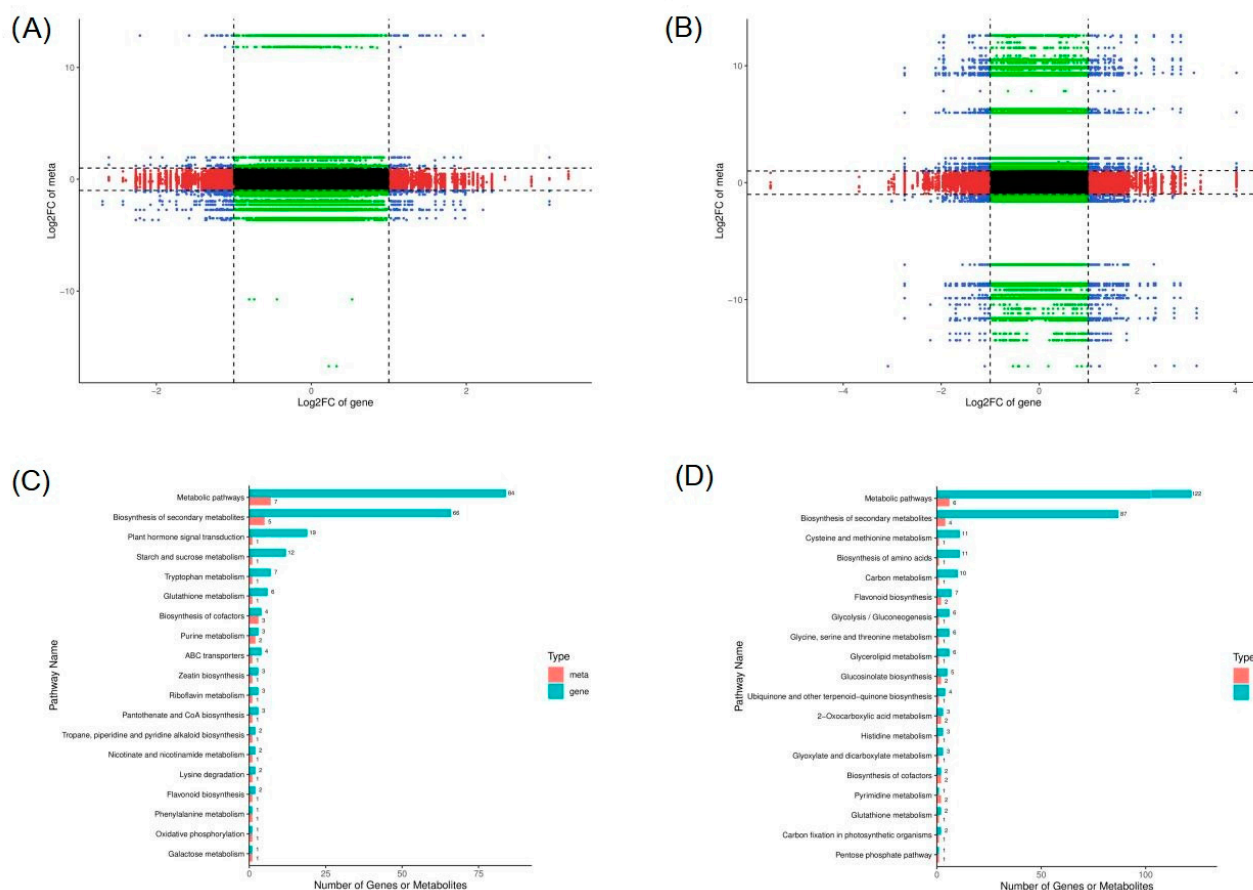 (A)
10
0
−10
Log2FC of meta
−2
0
2
Log2FC of gene
(B)
10
0
−10
Log2FC of meta
−4
−2
0
2
4
Log2FC of gene
(C)
Pathway Name
Metabolic pathways
84
7
Biosynthesis of secondary metabolites
66
5
Plant hormone signal transduction
19
1
Starch and sucrose metabolism
12
1
Tryptophan metabolism
7
1
Glutathione metabolism
6
1
Biosynthesis of cofactors
4
3
Purine metabolism
3
2
ABC transporters
4
1
Zeatin biosynthesis
3
1
Riboflavin metabolism
3
1
Pantothenate and CoA biosynthesis
3
1
Tropane, piperidine and pyridine alkaloid biosynthesis
2
1
Nicotinate and nicotinamide metabolism
2
1
Lysine degradation
2
1
Flavonoid biosynthesis
2
1
Phenylalanine metabolism
1
1
Oxidative phosphorylation
1
1
Galactose metabolism
1
1
0
25
50
75
Number of Genes or Metabolites
Type
meta
gene
(D)
Pathway Name
Metabolic pathways
122
6
Biosynthesis of secondary metabolites
87
4
Cysteine and methionine metabolism
11
1
Biosynthesis of amino acids
11
1
Carbon metabolism
10
1
Flavonoid biosynthesis
7
2
Glycolysis / Gluconeogenesis
6
1
Glycine, serine and threonine metabolism
6
1
Glycerolipid metabolism
6
1
Glucosinolate biosynthesis
5
2
Ubiquinone and other terpenoid−quinone biosynthesis
4
1
2−Oxocarboxylic acid metabolism
3
2
Histidine metabolism
3
1
Glyoxylate and dicarboxylate metabolism
3
1
Biosynthesis of cofactors
2
2
Pyrimidine metabolism
1
2
Glutathione metabolism
2
1
Carbon fixation in photosynthetic organisms
2
1
Pentose phosphate pathway
1
1
0
50
100
Number of Genes or Metabolites
Type